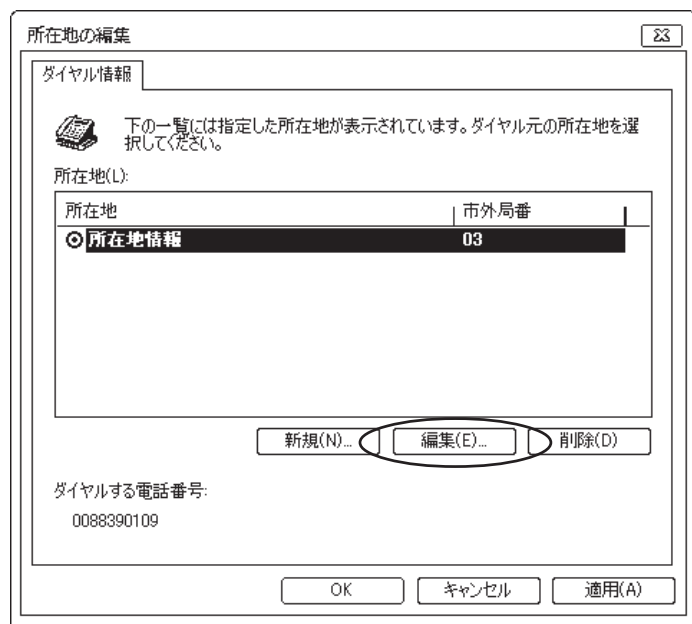 所在地の編集
ダイヤル情報
下の一覧には指定した所在地が表示されています。ダイヤル元の所在地を選
択してください。
所在地(L):
所在地 市外局番
所在地情報 03
新規(N)... 編集(E)... 削除(D)
ダイヤルする電話番号:
0088390109
OK キャンセル 適用(A)